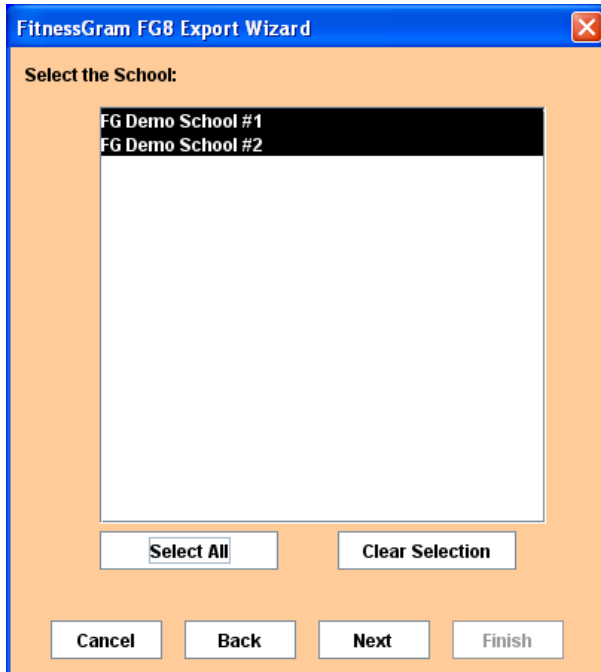 FitnessGram FG8 Export Wizard
Select the School:
FG Demo School #1
FG Demo School #2
Select All
Clear Selection
Cancel
Back
Next
Finish